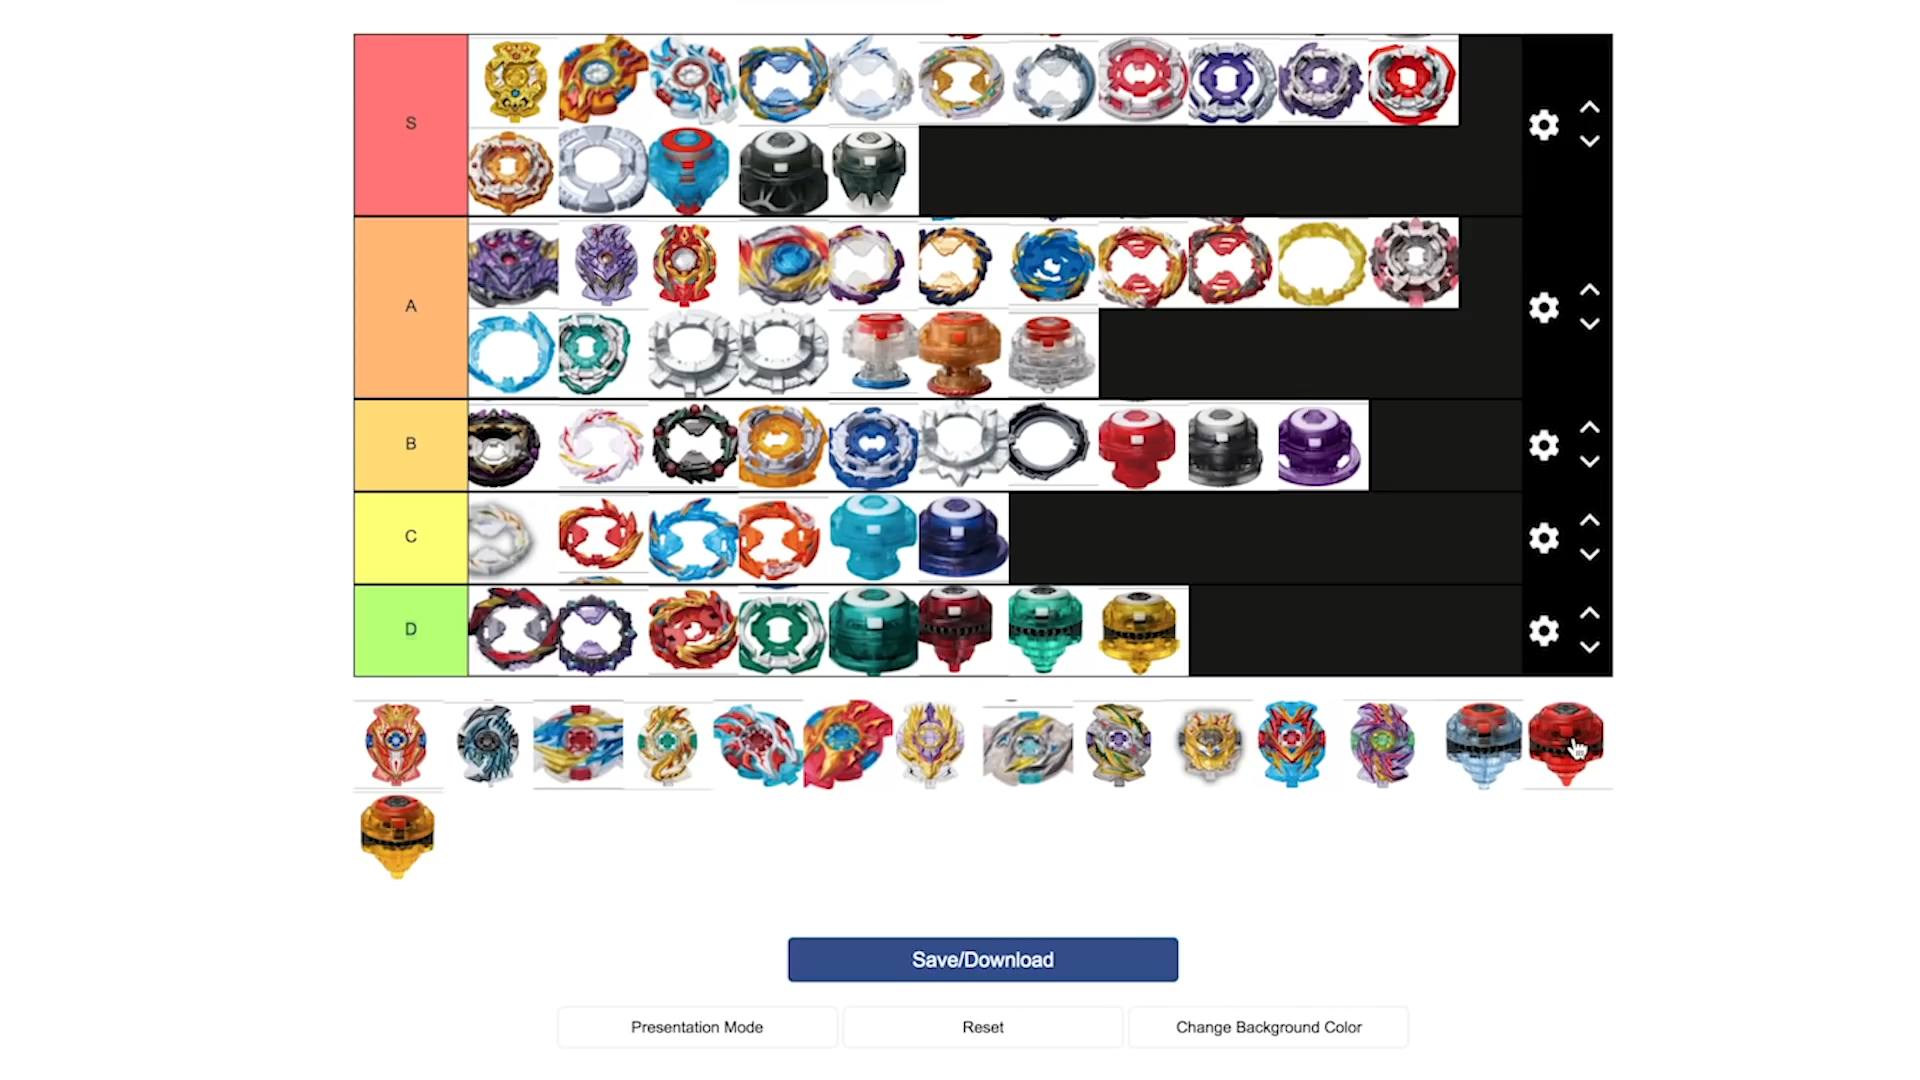 S
A
B
C
D
Save/Download
Presentation Mode
Reset
Change Background Color